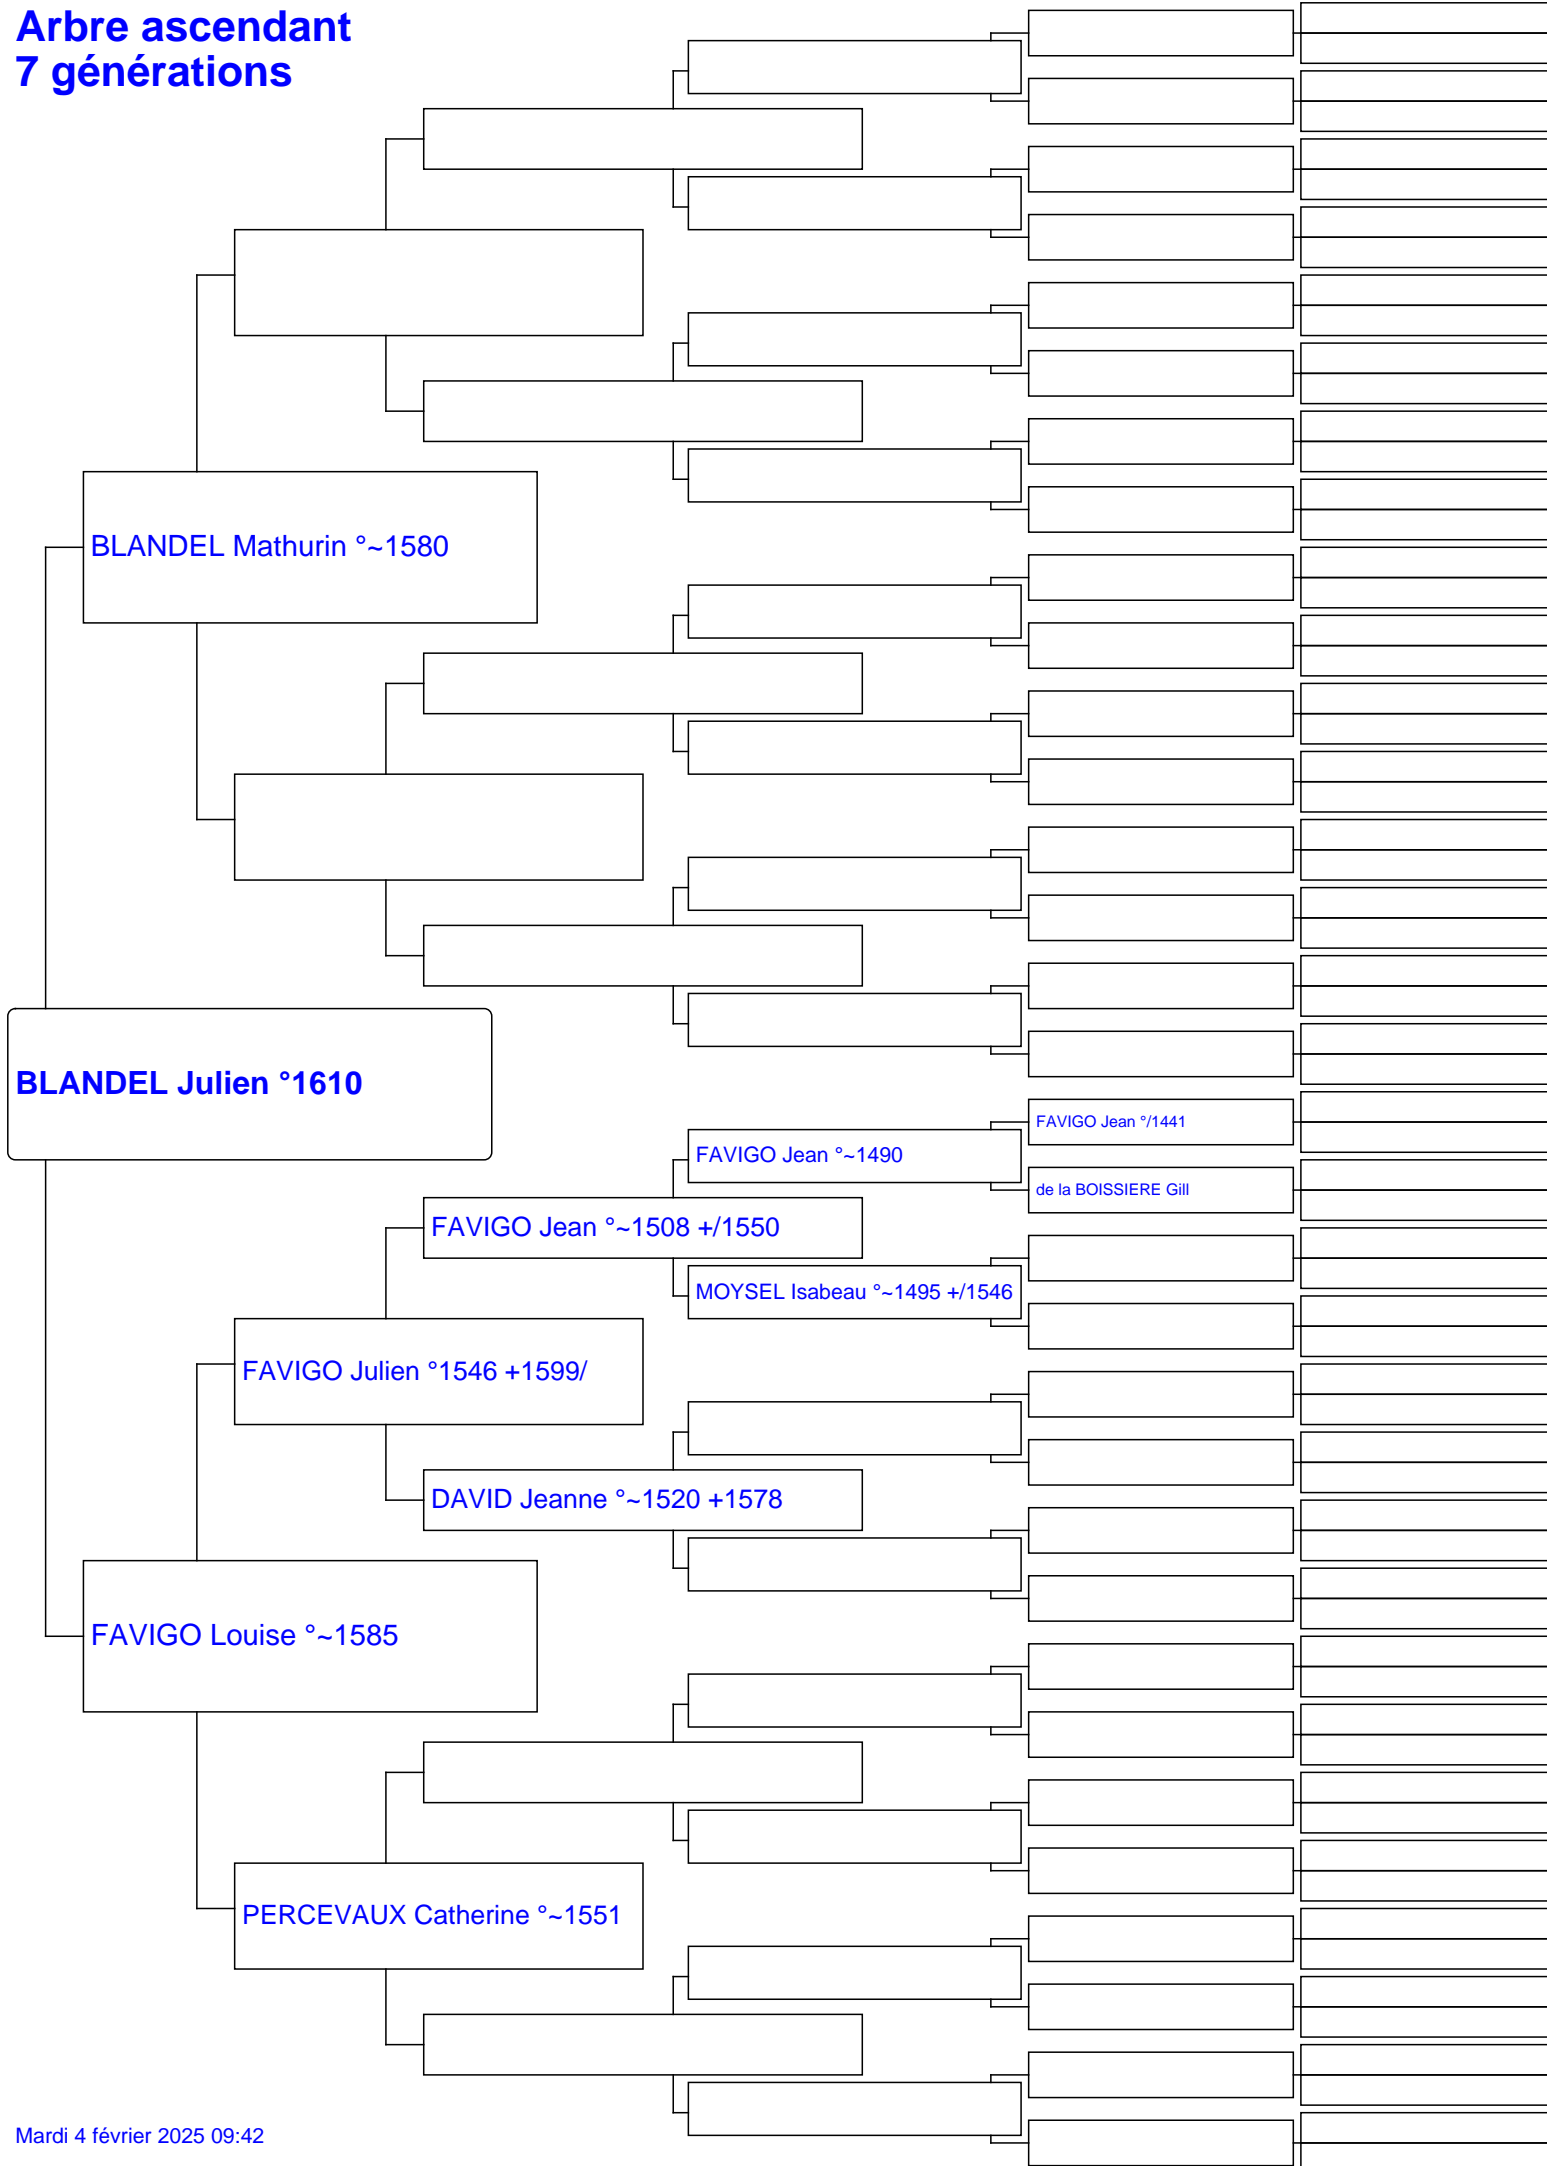 Arbre ascendant
7 générations
BLANDEL Mathurin °~1580
BLANDEL Julien °1610
FAVIGO Jean °/1441
FAVIGO Jean °~1490
de la BOISSIERE Gill
FAVIGO Jean °~1508 +/1550
MOYSEL Isabeau °~1495 +/1546
FAVIGO Julien °1546 +1599/
DAVID Jeanne °~1520 +1578
FAVIGO Louise °~1585
PERCEVAUX Catherine °~1551
Mardi 4 février 2025 09:42